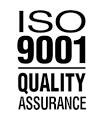 ISO
9001
QUALITY
ASSURANCE